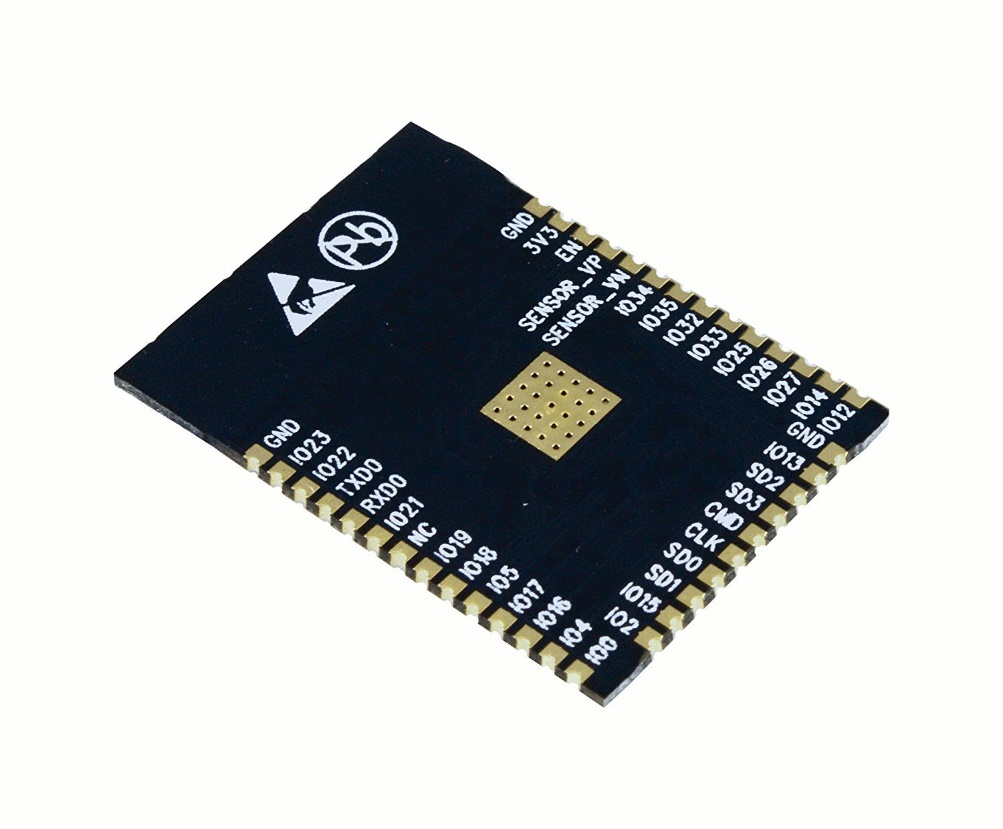 Pb
GND
3V3
EN
SENSOR_VP
SENSOR_VN
IO34
IO35
IO32
IO33
IO25
IO26
IO27
IO14
IO12
GND
IO13
SD2
SD3
CMD
CLK
SD0
SD1
IO15
IO2
GND
IO23
IO22
TXD0
RXD0
IO21
NC
IO19
IO18
IO5
IO17
IO16
IO4
IO0